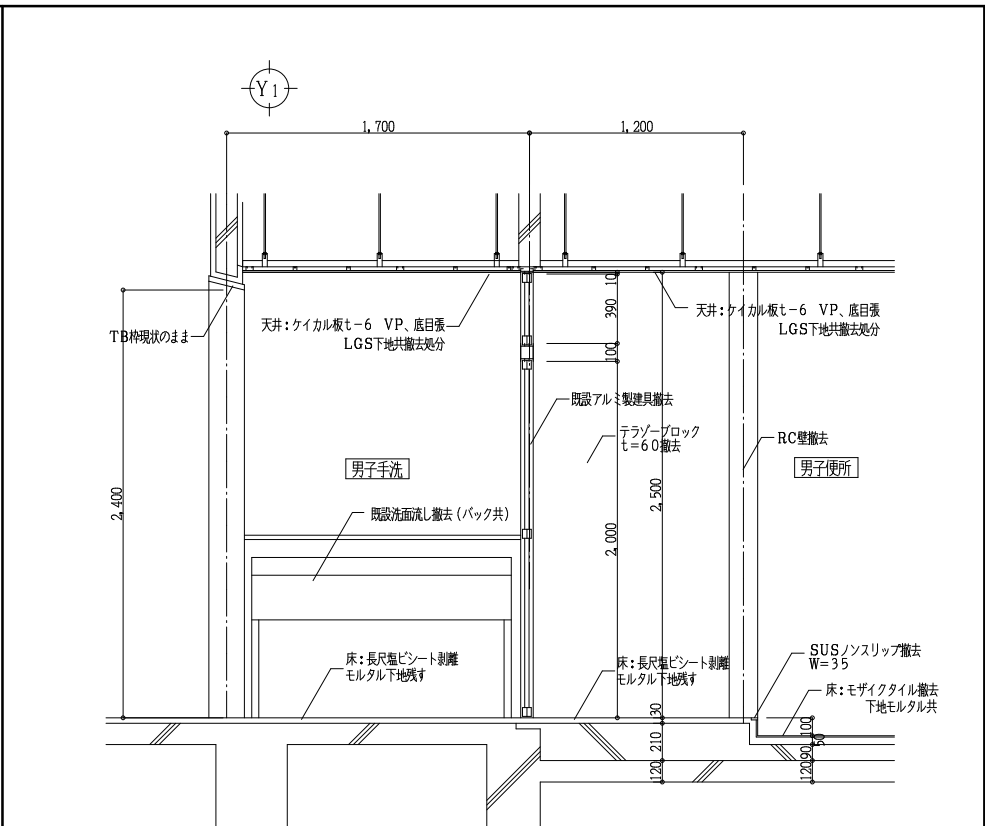 Y1
1,700
1,200
天井：ケイカル板t−6 VP、底目張
LGS下地共撤去処分
天井：ケイカル板t−6 VP、底目張
LGS下地共撤去処分
TB枠現状のまま
10
390
100
既設アルミ製建具撤去
テラゾーブロック
t=60撤去
RC壁撤去
男子手洗
男子便所
2,400
2,500
2,000
既設洗面流し撤去（バック共）
床：長尺塩ビシート剥離
モルタル下地残す
床：長尺塩ビシート剥離
モルタル下地残す
SUSノンスリップ撤去
W=35
床：モザイクタイル撤去
下地モルタル共
30
210
120
100
50
90
120